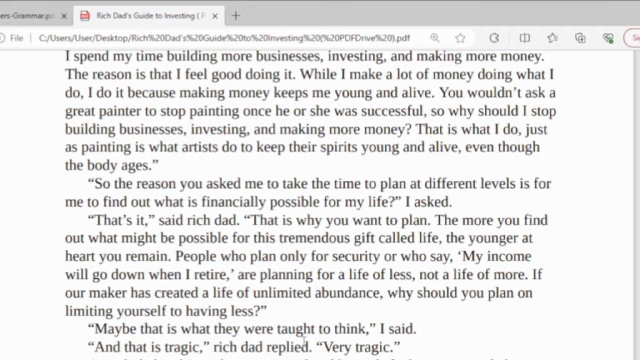 ers-Grammar.pdf
Rich Dad's Guide to Investing ( P
File
C:/Users/User/Desktop/Rich%20Dad's%20Guide%20to%20Investing%20(%20PDFDrive%20).pdf
I spend my time building more businesses, investing, and making more money.
The reason is that I feel good doing it. While I make a lot of money doing what I
do, I do it because making money keeps me young and alive. You wouldn't ask a
great painter to stop painting once he or she was successful, so why should I stop
building businesses, investing, and making more money? That is what I do, just
as painting is what artists do to keep their spirits young and alive, even though
the body ages.”
“So the reason you asked me to take the time to plan at different levels is for
me to find out what is financially possible for my life?” I asked.
“That's it,” said rich dad. “That is why you want to plan. The more you find
out what might be possible for this tremendous gift called life, the younger at
heart you remain. People who plan only for security or who say, ‘My income
will go down when I retire,’ are planning for a life of less, not a life of more. If
our maker has created a life of unlimited abundance, why should you plan on
limiting yourself to having less?”
“Maybe that is what they were taught to think,” I said.
“And that is tragic,” rich dad replied. “Very tragic.”